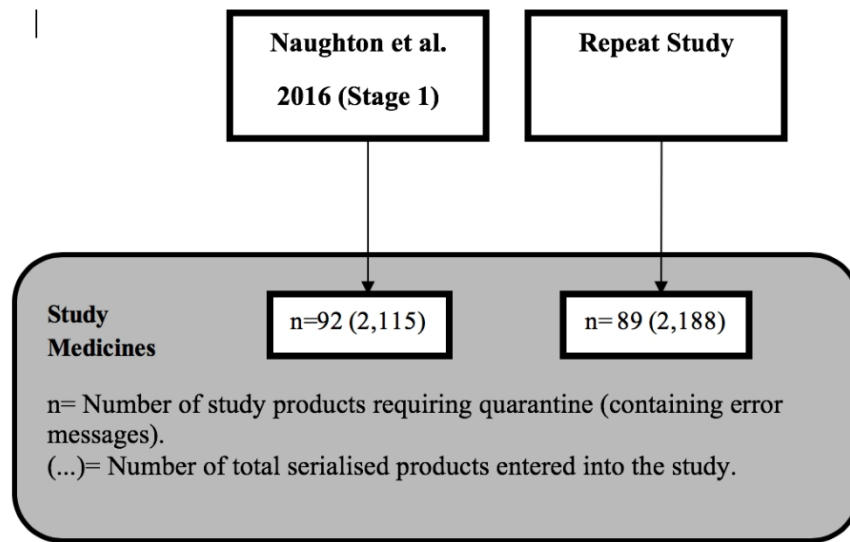 Naughton et al.
2016 (Stage 1)
Repeat Study
Study
Medicines
n=92 (2,115)
n= 89 (2,188)
n= Number of study products requiring quarantine (containing error
messages).
(...)= Number of total serialised products entered into the study.